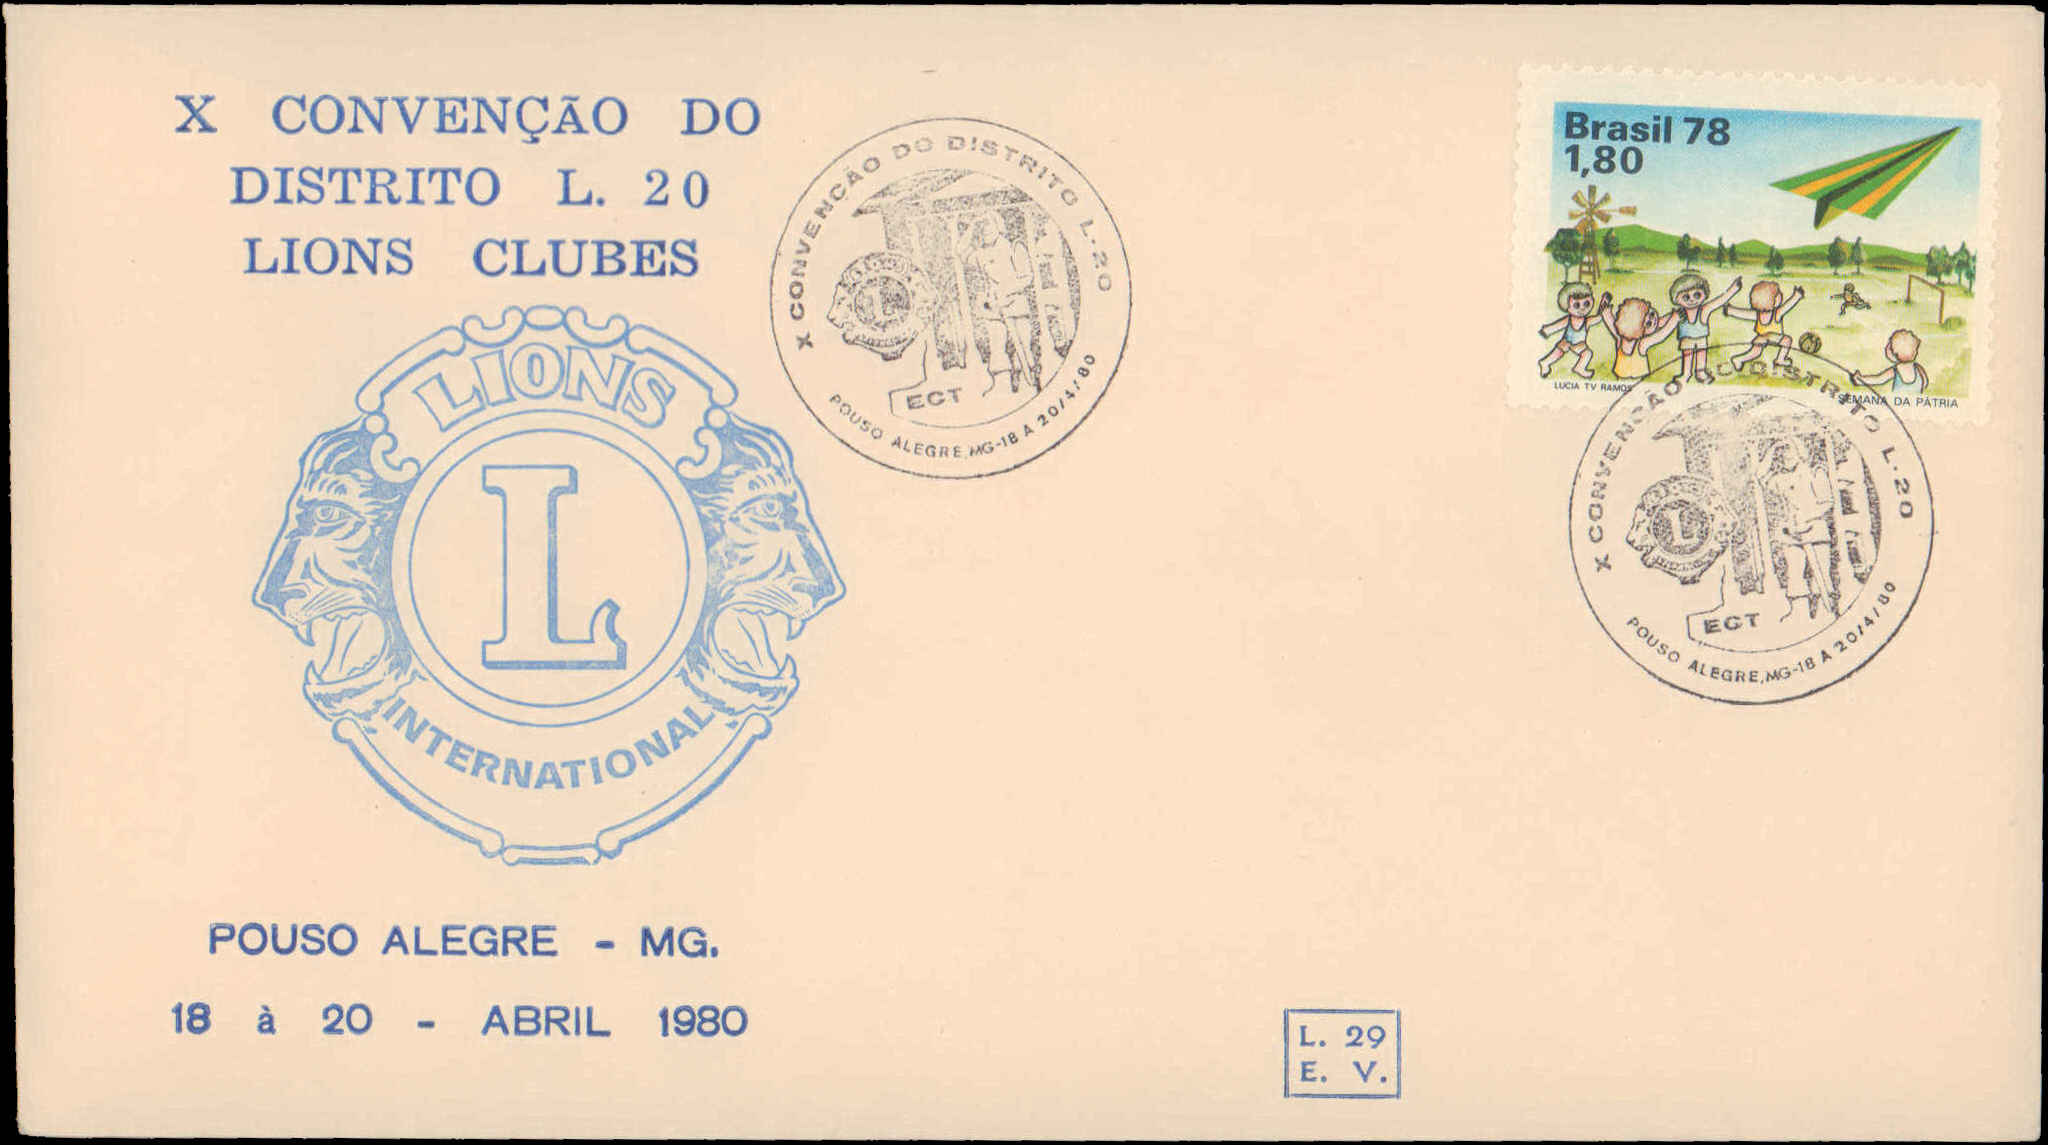 X CONVENÇÃO DO
DISTRITO L. 20
LIONS CLUBES
LIONS
L
INTERNATIONAL
POUSO ALEGRE - MG.
18 à 20 - ABRIL 1980
X CONVENÇÃO DO DISTRITO L.20
L
ECT
POUSO ALEGRE, MG-18 A 20/4/80
Brasil 78
1,80
LUCIA TV RAMOS
SEMANA DA PÁTRIA
X CONVENÇÃO DO DISTRITO L.20
L
ECT
POUSO ALEGRE, MG-18 A 20/4/80
L. 29
E. V.